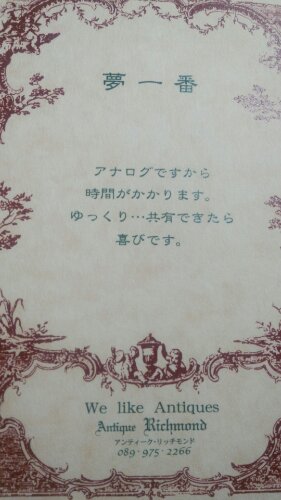 夢一番
アナログですから
時間がかかります。
ゆっくり…共有できたら
喜びです。
We like Antiques
Antique Richmond
アンティーク・リッチモンド
089・975・2266